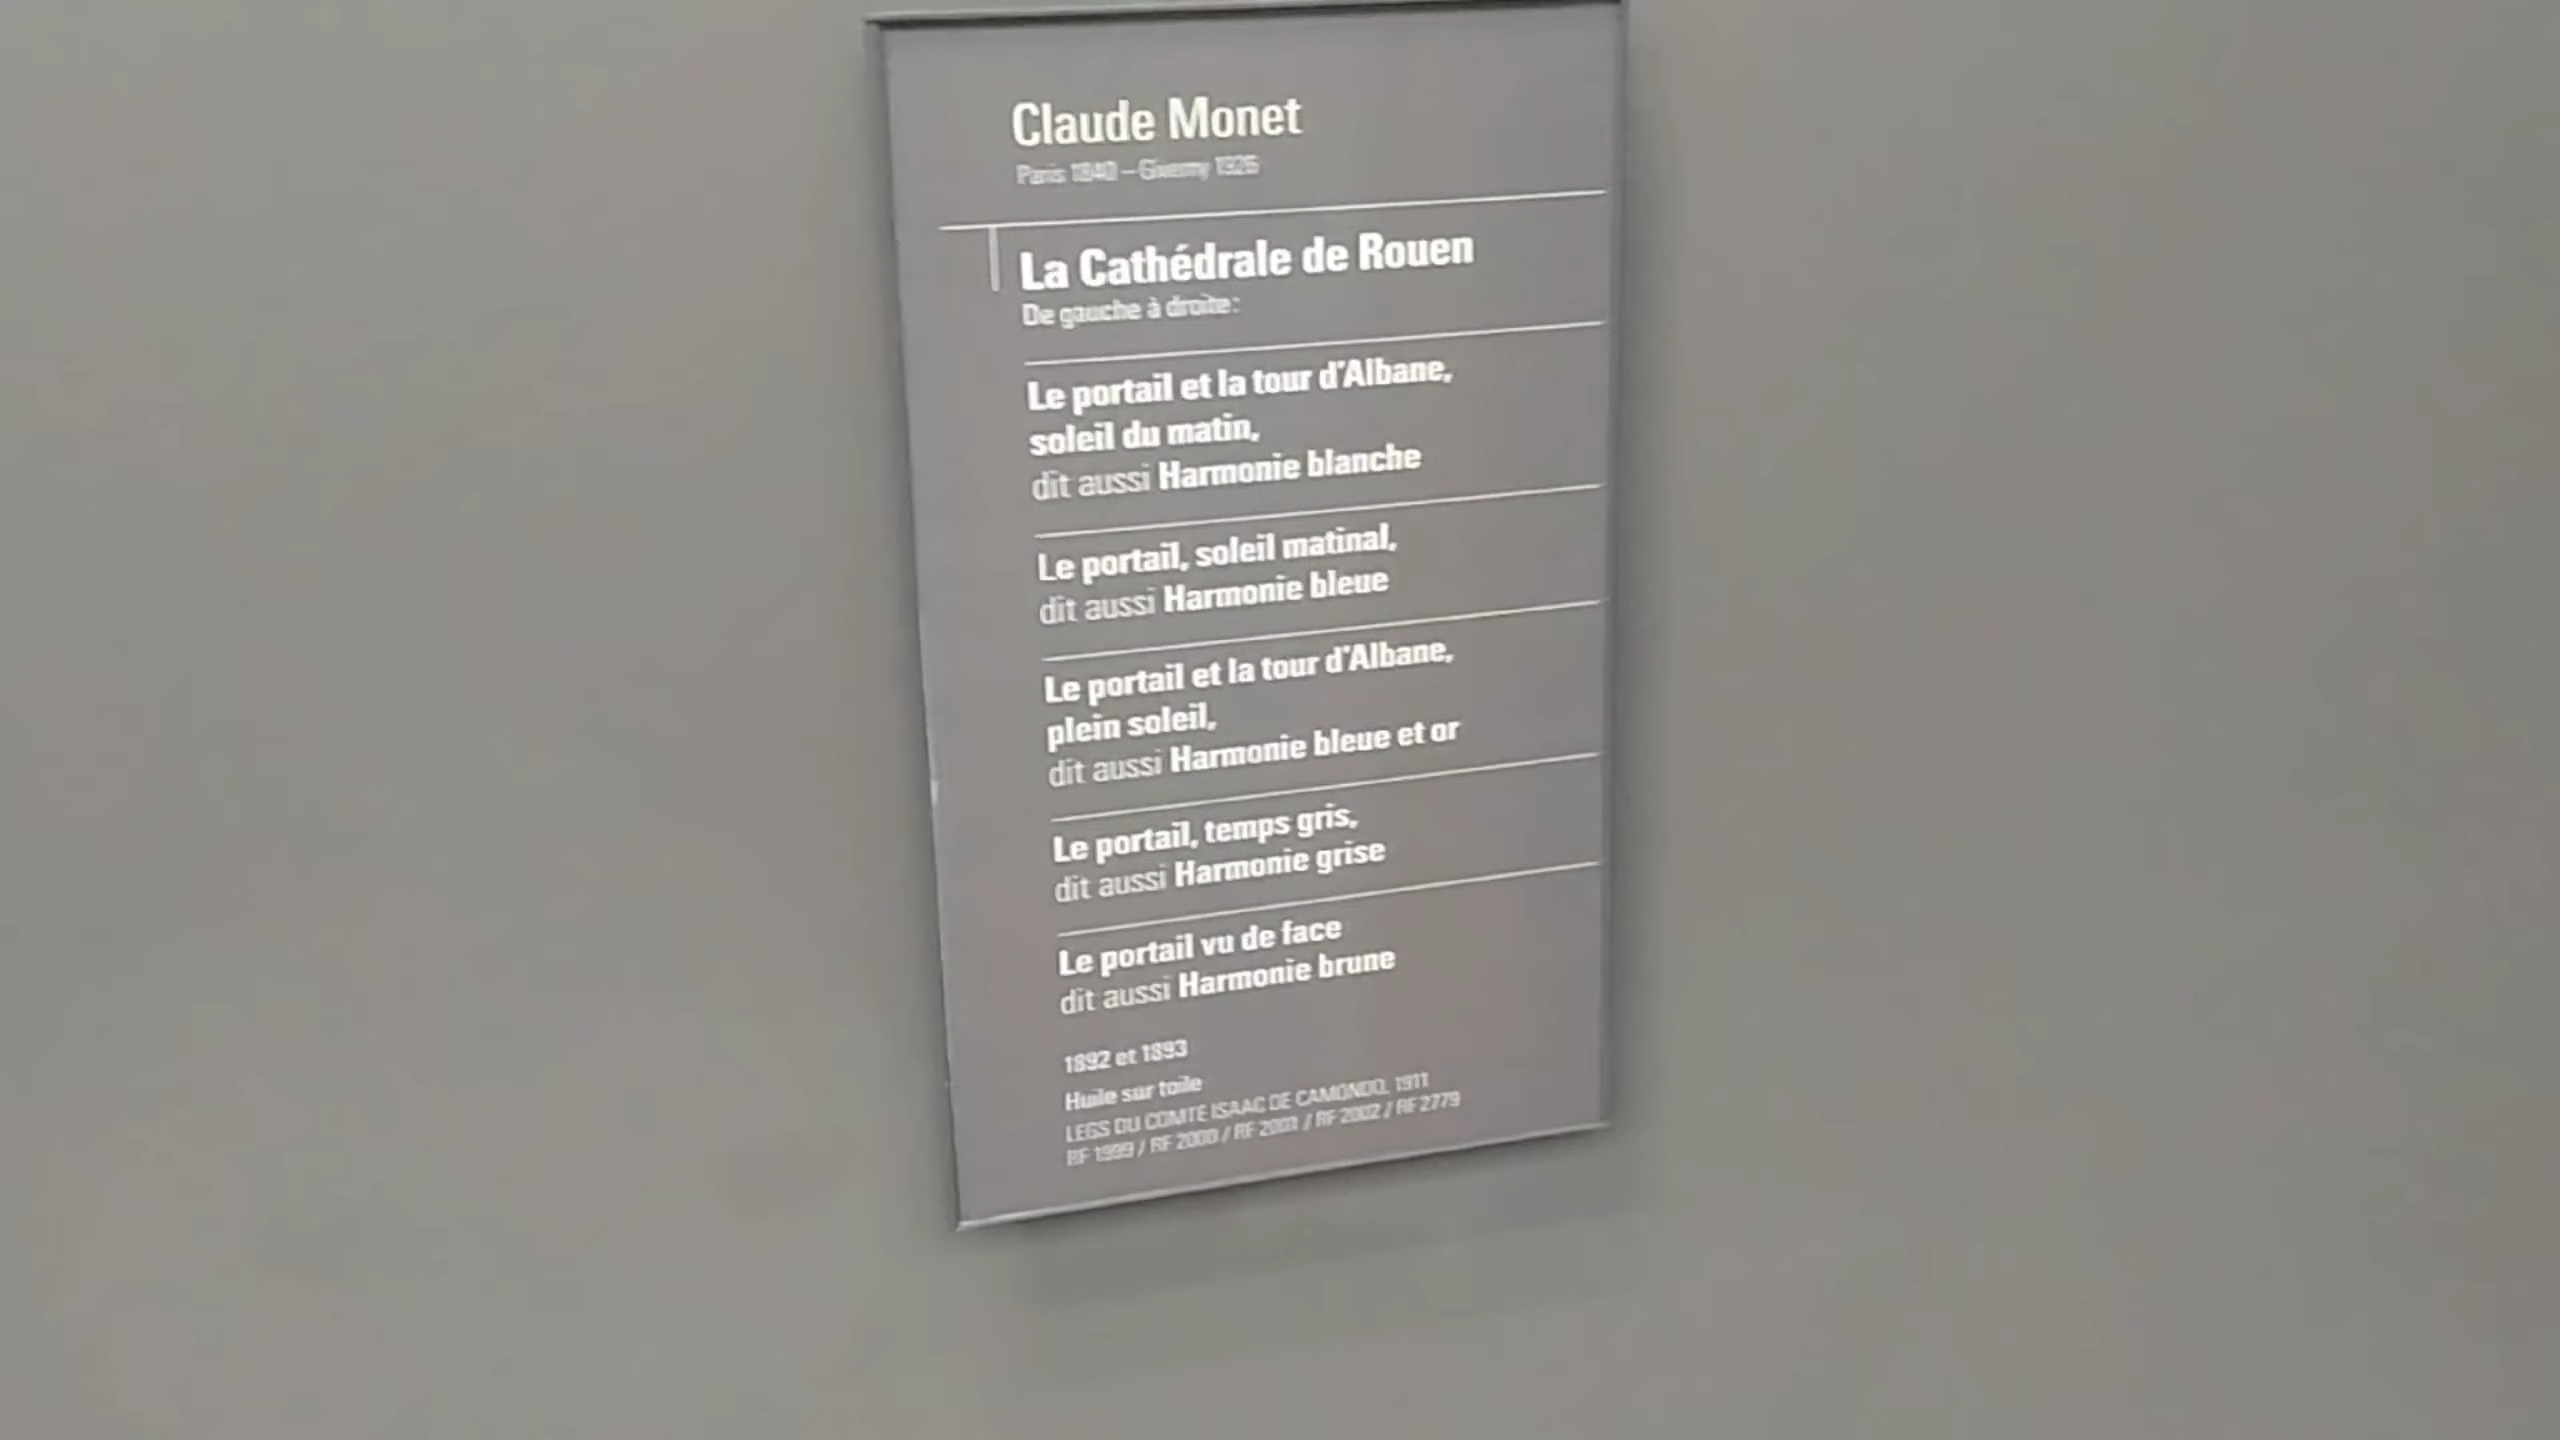 Claude Monet
Paris 1840 – Giverny 1926
La Cathédrale de Rouen
De gauche à droite :
Le portail et la tour d'Albane,
soleil du matin,
dit aussi Harmonie blanche
Le portail, soleil matinal,
dit aussi Harmonie bleue
Le portail et la tour d'Albane,
plein soleil,
dit aussi Harmonie bleue et or
Le portail, temps gris,
dit aussi Harmonie grise
Le portail vu de face
dit aussi Harmonie brune
1892 et 1893
Huile sur toile
LEGS DU COMTE ISAAC DE CAMONDO, 1911
RF 1999 / RF 2000 / RF 2001 / RF 2002 / RF 2779